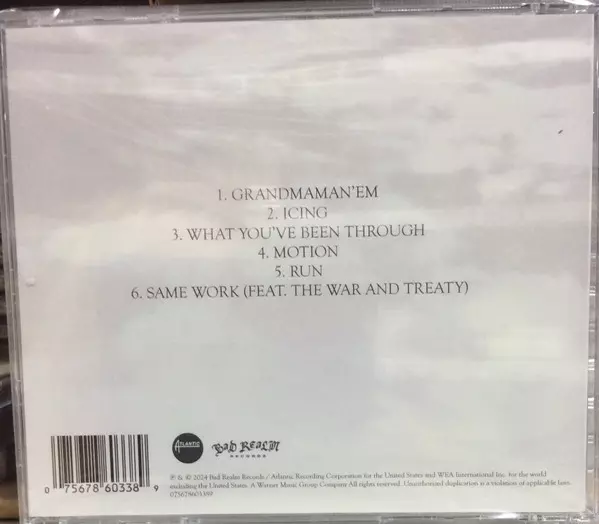 1. GRANDMAMAN'EM
2. ICING
3. WHAT YOU'VE BEEN THROUGH
4. MOTION
5. RUN
6. SAME WORK (FEAT. THE WAR AND TREATY)
ATLANTIC
BAD REALM
RECORDS
℗ & © 2024 Bad Realm Records / Atlantic Recording Corporation for the United States and WEA International Inc. for the world
excluding the United States. A Warner Music Group Company All rights reserved. Unauthorized duplication is a violation of applicable laws.
075678603389
0 75678 60338 9